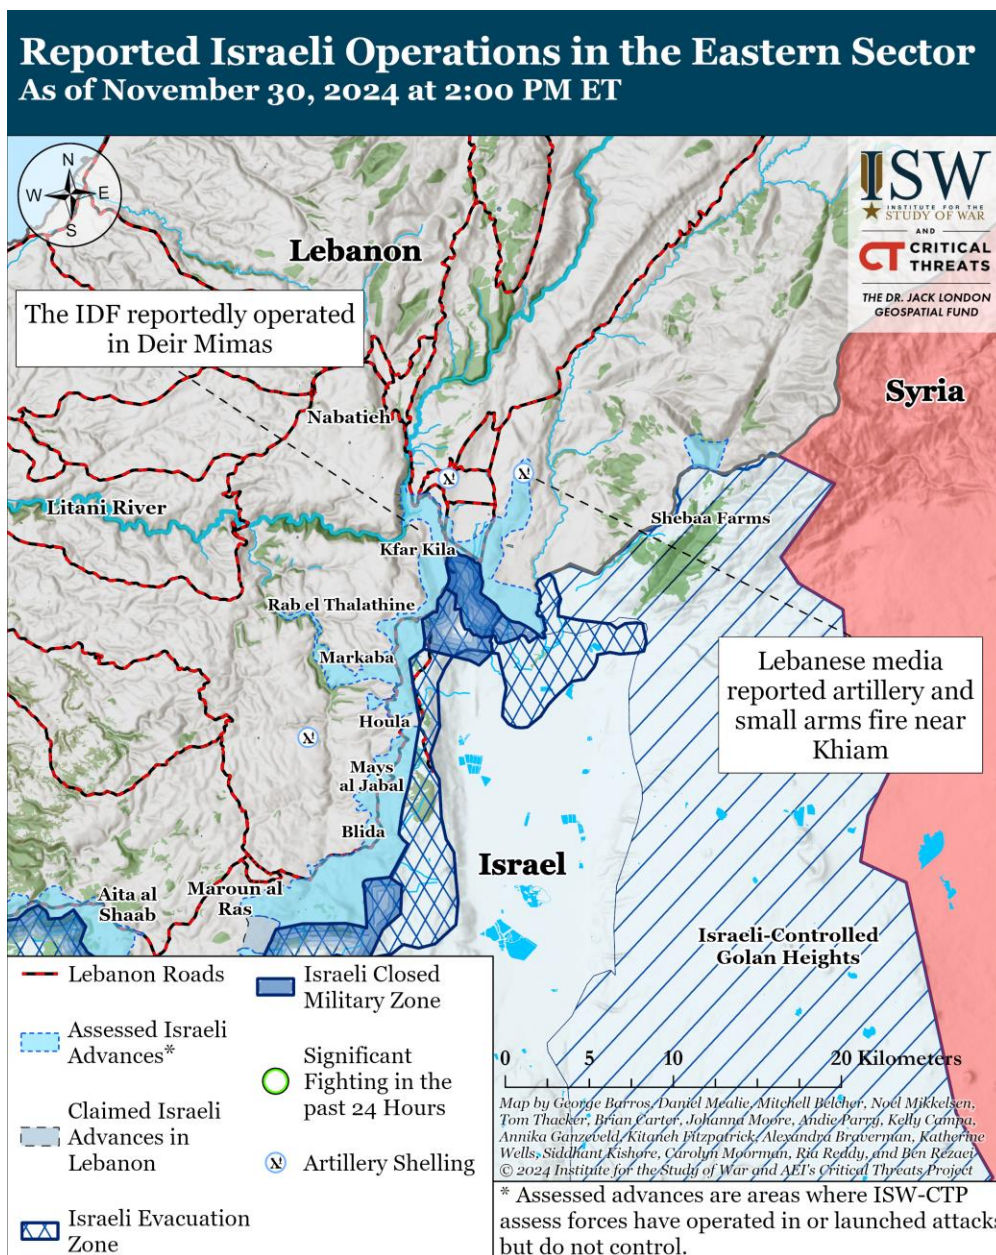 Reported Israeli Operations in the Eastern Sector
As of November 30, 2024 at 2:00 PM ET
N
W
E
S
ISW
INSTITUTE FOR THE
STUDY OF WAR
AND
CT CRITICAL
THREATS
THE DR. JACK LONDON
GEOSPATIAL FUND
Lebanon
The IDF reportedly operated
in Deir Mimas
Syria
Nabatieh
Litani River
Shebaa Farms
Kfar Kila
Rab el Thalathine
Markaba
Lebanese media
reported artillery and
small arms fire near
Khiam
Houla
Mays
al Jabal
Blida
Israel
Aita al
Shaab
Maroun al
Ras
Israeli-Controlled
Golan Heights
Lebanon Roads
Assessed Israeli
Advances*
Claimed Israeli
Advances in
Lebanon
Israeli Evacuation
Zone
Israeli Closed
Military Zone
Significant
Fighting in the
past 24 Hours
Artillery Shelling
0 5 10 20 Kilometers
Map by George Barros, Daniel Mealie, Mitchell Belcher, Noel Mikkelsen,
Tom Thacker, Brian Carter, Johanna Moore, Andie Parry, Kelly Campa,
Annika Ganzeveld, Kitaneh Fitzpatrick, Alexandra Braverman, Katherine
Wells, Siddhant Kishore, Carolyn Moorman, Ria Reddy, and Ben Rezaei
© 2024 Institute for the Study of War and AEI's Critical Threats Project
* Assessed advances are areas where ISW-CTP
assess forces have operated in or launched attacks
but do not control.